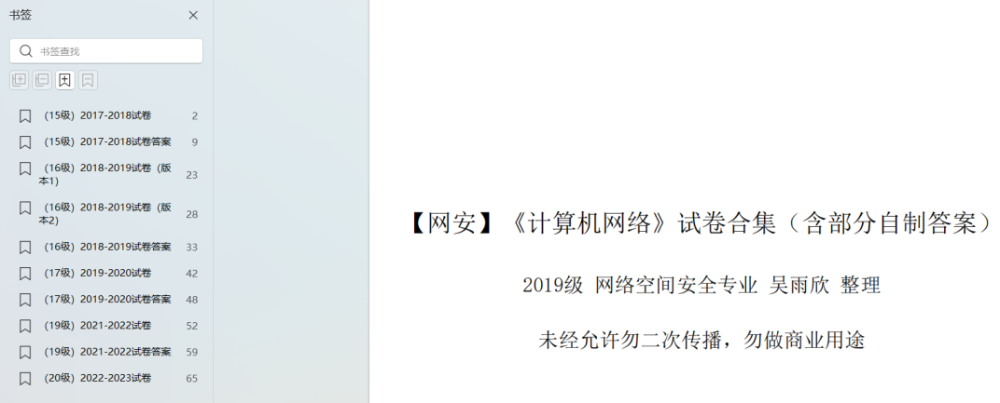 书签
书签查找
（15级）2017-2018试卷 2
（15级）2017-2018试卷答案 9
（16级）2018-2019试卷（版
本1） 23
（16级）2018-2019试卷（版
本2） 28
（16级）2018-2019试卷答案 33
（17级）2019-2020试卷 42
（17级）2019-2020试卷答案 48
（19级）2021-2022试卷 52
（19级）2021-2022试卷答案 59
（20级）2022-2023试卷 65
【网安】《计算机网络》试卷合集（含部分自制答案）
2019级 网络空间安全专业 吴雨欣 整理
未经允许勿二次传播，勿做商业用途